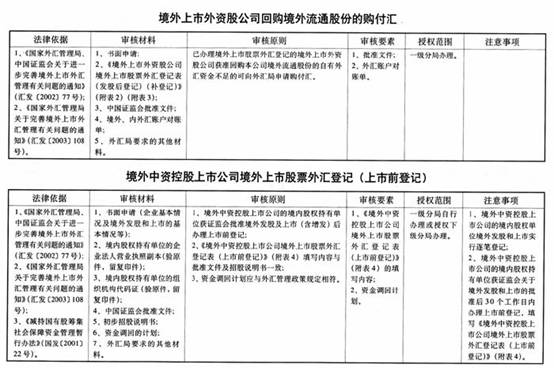 境外上市外资股公司回购境外流通股份的购付汇
法律依据
审核材料
审核原则
审核要素
授权范围
注意事项
1、《国家外汇管理局、
中国证监会关于进一
步完善境外上市外汇
管理有关问题的通知》
（汇发［2002］77号）；
2、《国家外汇管理局
关于完善境外上市外
汇管理有关问题的通
知》（汇发［2003］108
号）。
1、书面申请；
2、《境外上市外资股公司
境外上市股票外汇登记表
（发股后登记）（补登记）》
（附表2）（附表3）；
3、中国证监会批准文件；
4、境外、境内外汇账户对账
单；
5、外汇局要求的其他材
料。
已办理境外上市股票外汇登记的境外上市外资股
公司获准回购本公司境外流通股份的自有外
汇资金不足的可向外汇局申请购付汇。
1、批准文件；
2、外汇账户对
账单。
一级分局办理。
境外中资控股上市公司境外上市股票外汇登记（上市前登记）
法律依据
审核材料
审核原则
审核要素
授权范围
注意事项
1、《国家外汇管理局、
中国证监会关于进一
步完善境外上市外汇
管理有关问题的通知》
（汇发［2002］77号）；
2、《国家外汇管理局
关于完善境外上市外
汇管理有关问题的通
知》（汇发［2003］108
号）；
3、《减持国有股筹集
社会保障资金管理暂
行办法》（国发［2001］
22号）。
1、书面申请（企业基本情
况及境外发股和上市的基
本情况等）；
2、境内股权持有单位的企
业法人营业执照副本（验原
件，留复印件）；
3、境内股权持有单位的组
织机构代码证（验原件，留
复印件）；
4、中国证监会批准文件；
5、初步招股说明书；
6、资金调回的计划；
7、外汇局要求的其他材
料。
1、境外中资控股上市公司的境内股权持有单
位获证监会批准境外发股及上市（含增发）后
办理上市前登记；
2、《境外中资控股上市公司境外上市股票外汇
登记表（上市前登记）》（附表4）填写内容与
批准文件及招股说明书一致；
3、资金调回计划应与外汇管理政策规定相符。
1、《境外中资
控股上市公司
境外上市股票
外汇登记表
（上市前登记）》
（附表4）的填
写内容；
2、资金调回计
划。
一级分局自行
办理或授权下
级分局办理。
1、境外中资控股上
市公司的境内股权
持有单位境外发股
和上市实行逐笔登记；
2、境外中资控股上
市公司的境内股权持
有单位获证监会关于
境外发股和上市的批
准后30个工作日内
办理上市前登记，填
写《境外中资控股上
市公司境外上市股票外
汇登记表（上市前
登记）》（附表4）。